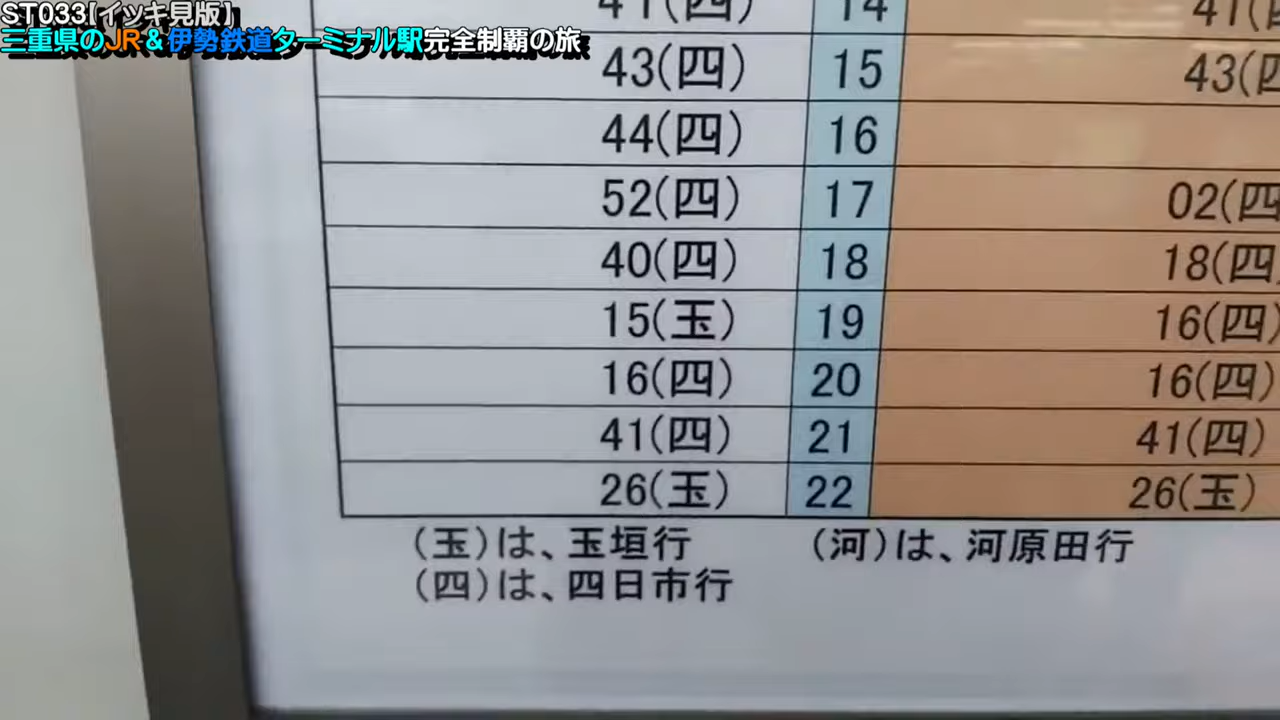 ST033【イッキ見版】
三重県のJR&伊勢鉄道ターミナル駅完全制覇の旅
41(四) 14 41(
43(四) 15 43(四
44(四) 16
52(四) 17 02(四
40(四) 18 18(四
15(玉) 19 16(四)
16(四) 20 16(四)
41(四) 21 41(四)
26(玉) 22 26(玉)
(玉)は、玉垣行 (河)は、河原田行
(四)は、四日市行